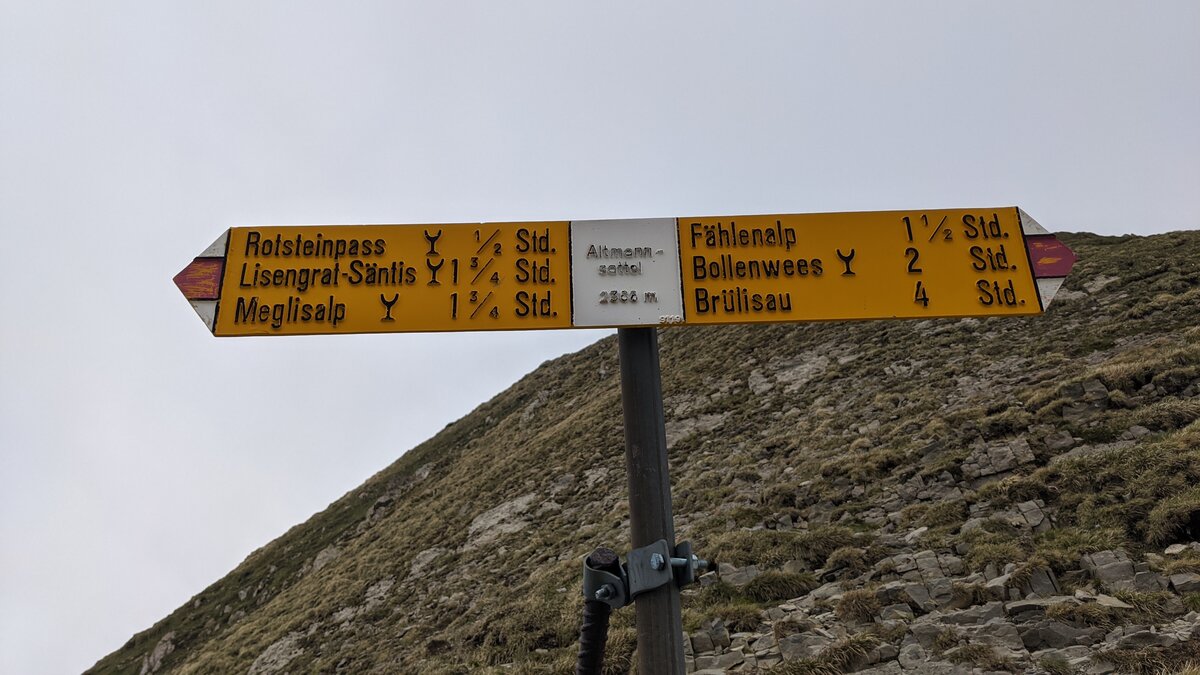 Rotsteinpass ½ Std.
Lisengrat-Säntis 1 ¾ Std.
Meglisalp 1 ¾ Std.
Altmann-
sattel
m
Fählenalp 1 ½ Std.
Bollenwees 2 Std.
Brülisau 4 Std.